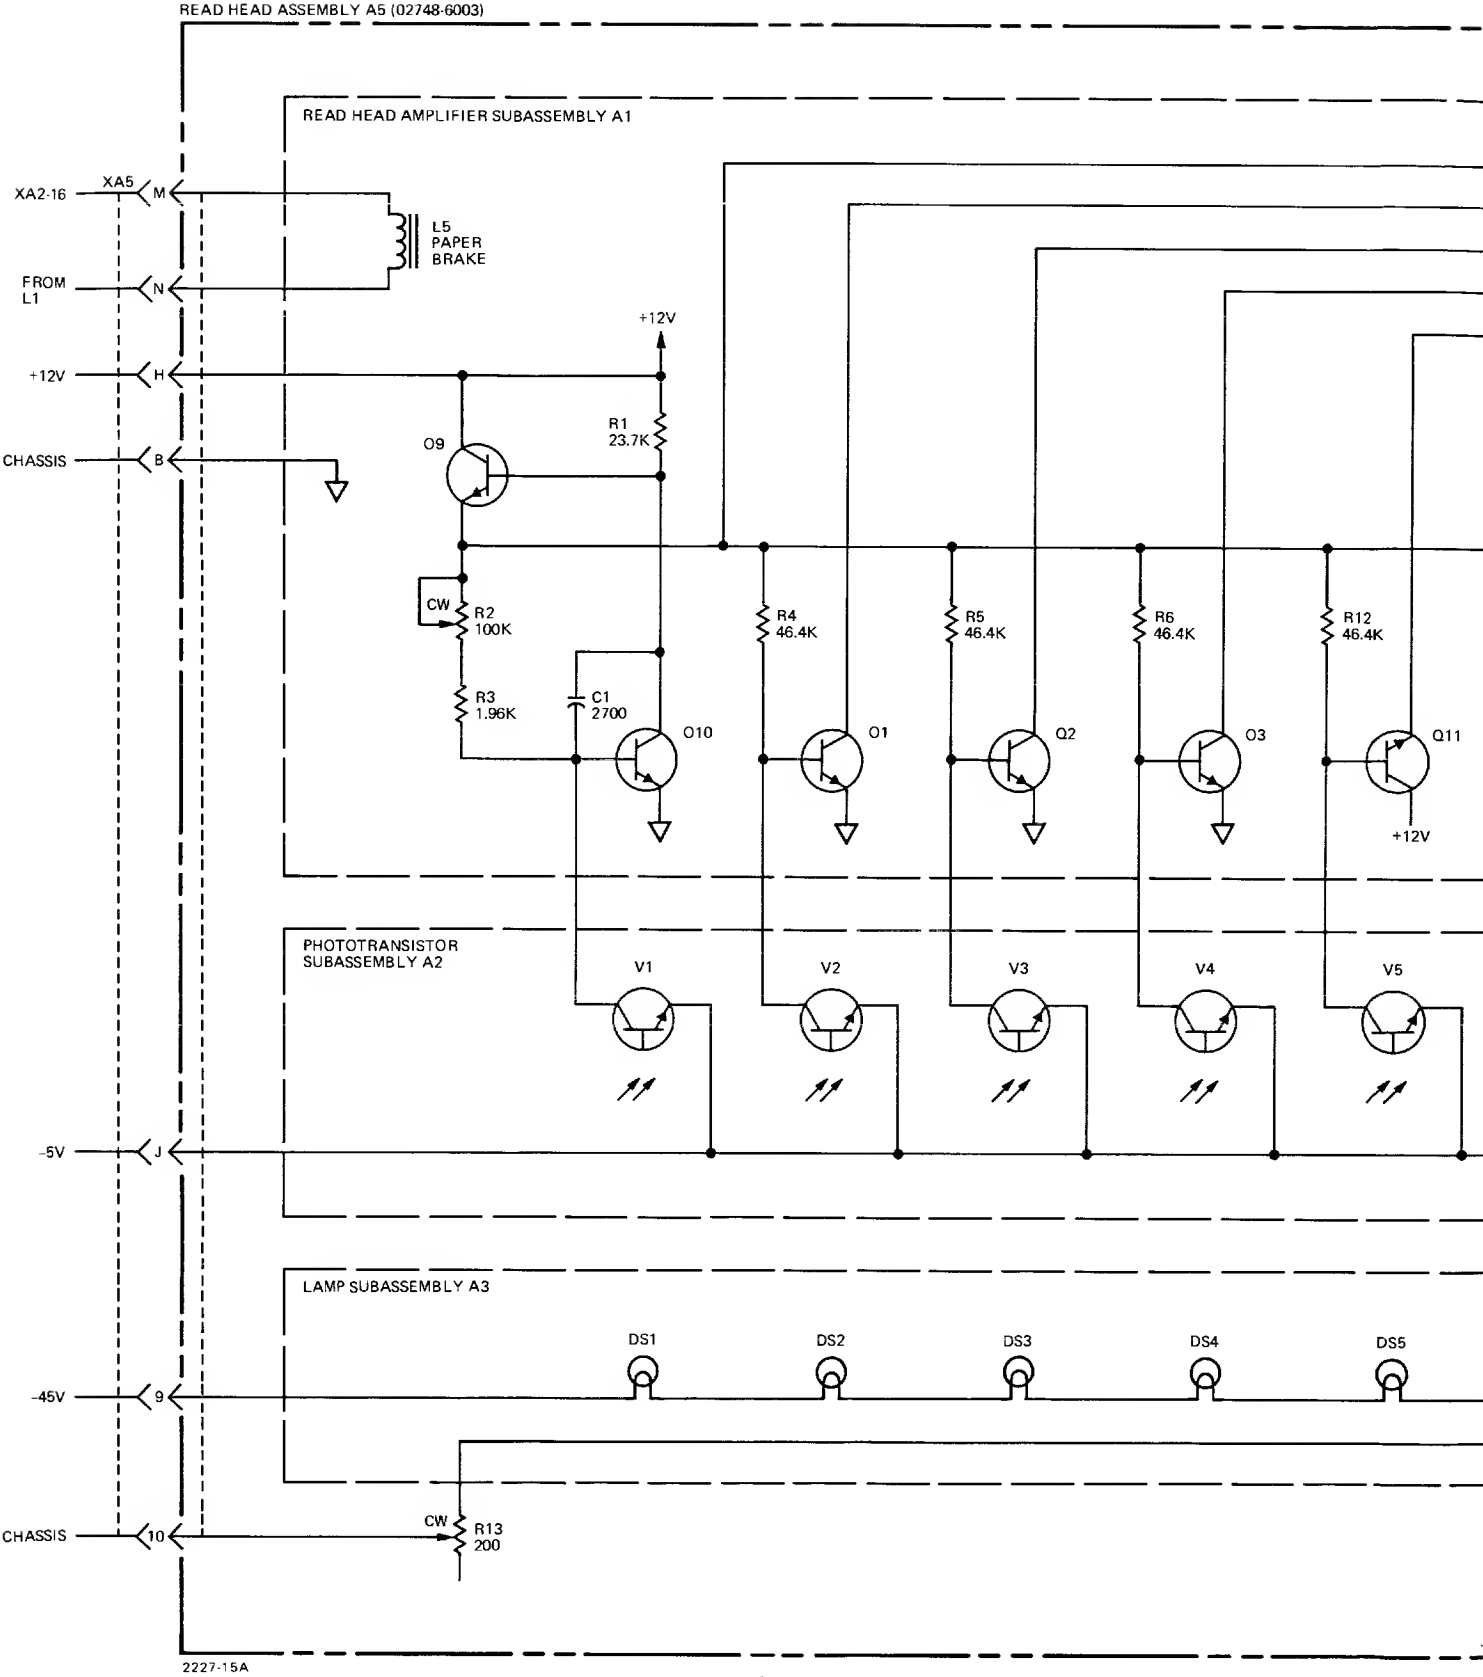 READ HEAD ASSEMBLY A5 (02748-6003)
READ HEAD AMPLIFIER SUBASSEMBLY A1
XA2-16
XA5
M
L5
PAPER
BRAKE
FROM
L1
N
+12V
+12V
H
R1
23.7K
O9
CHASSIS
B
CW
R2
100K
R4
46.4K
R5
46.4K
R6
46.4K
R12
46.4K
R3
1.96K
C1
2700
O10
O1
Q2
O3
Q11
+12V
PHOTOTRANSISTOR
SUBASSEMBLY A2
V1
V2
V3
V4
V5
-5V
J
LAMP SUBASSEMBLY A3
DS1
DS2
DS3
DS4
DS5
-45V
9
CW
R13
200
CHASSIS
10
2227-15A